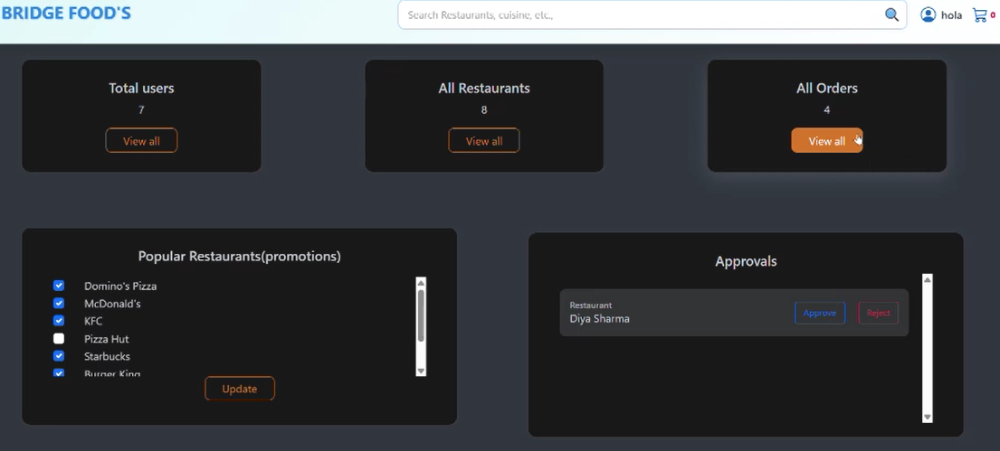 BRIDGE FOOD'S
Search Restaurants, cuisine, etc.,
hola
0
Total users
7
View all
All Restaurants
8
View all
All Orders
4
View all
Popular Restaurants(promotions)
Domino's Pizza
McDonald's
KFC
Pizza Hut
Starbucks
Burger King
Update
Approvals
Restaurant
Diya Sharma
Approve
Reject